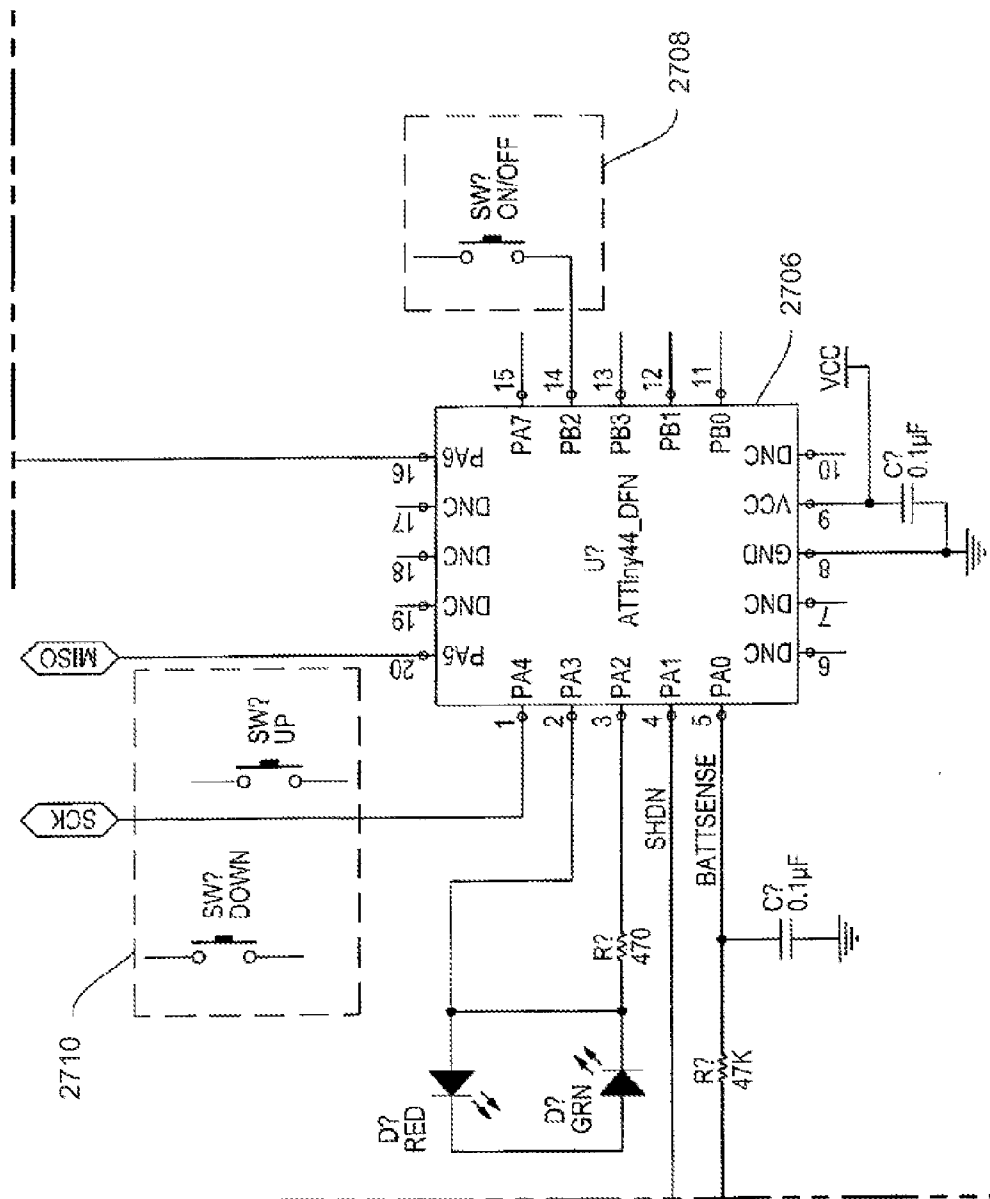 2708
SW?
ON/OFF
2706
MISO
SCK
SW?
UP
SW?
DOWN
2710
16
17
18
19
20
PA6
DNC
DNC
DNC
PA5
15
14
13
12
11
PA7
PB2
PB3
PB1
PB0
U?
ATTiny44_DFN
1
2
3
4
5
PA4
PA3
PA2
PA1
PA0
DNC
VCC
GND
DNC
DNC
10
9
8
7
6
VCC
C?
0.1µF
SHDN
BATTSENSE
R?
470
C?
0.1µF
R?
47K
D?
RED
D?
GRN